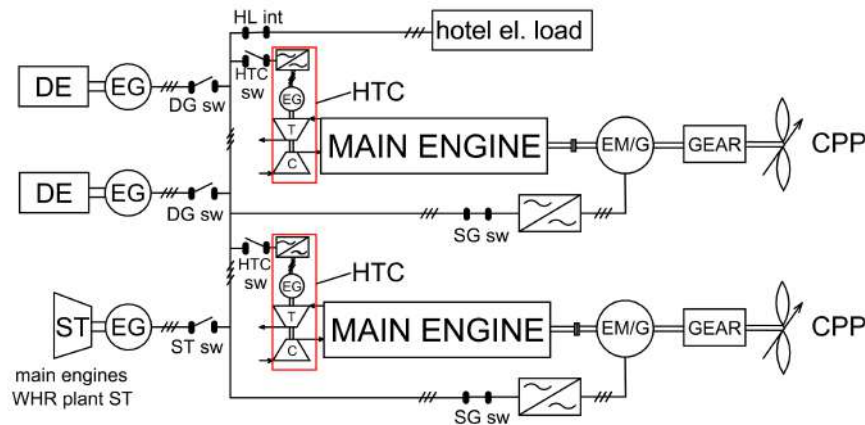 HL int
hotel el. load
HTC
sw
DE
EG
DG sw
EG
HTC
T
C
MAIN ENGINE
EM/G
GEAR
CPP
DE
EG
DG sw
SG sw
HTC
sw
EG
HTC
T
C
MAIN ENGINE
EM/G
GEAR
CPP
ST
EG
ST sw
main engines
WHR plant ST
SG sw